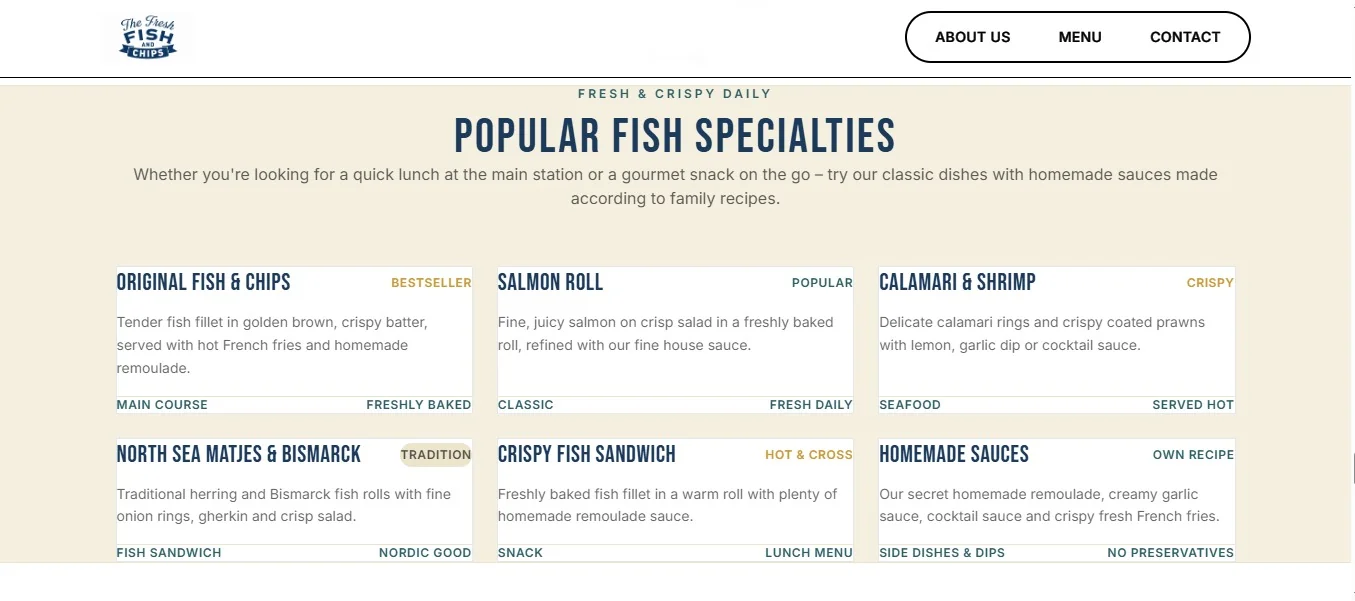 The Fresh
FISH
AND
CHIPS
ABOUT US MENU CONTACT
FRESH & CRISPY DAILY
POPULAR FISH SPECIALTIES
Whether you're looking for a quick lunch at the main station or a gourmet snack on the go – try our classic dishes with homemade sauces made
according to family recipes.
ORIGINAL FISH & CHIPS BESTSELLER
Tender fish fillet in golden brown, crispy batter,
served with hot French fries and homemade
remoulade.
MAIN COURSE FRESHLY BAKED
SALMON ROLL POPULAR
Fine, juicy salmon on crisp salad in a freshly baked
roll, refined with our fine house sauce.
CLASSIC FRESH DAILY
CALAMARI & SHRIMP CRISPY
Delicate calamari rings and crispy coated prawns
with lemon, garlic dip or cocktail sauce.
SEAFOOD SERVED HOT
NORTH SEA MATJES & BISMARCK TRADITION
Traditional herring and Bismarck fish rolls with fine
onion rings, gherkin and crisp salad.
FISH SANDWICH NORDIC GOOD
CRISPY FISH SANDWICH HOT & CROSS
Freshly baked fish fillet in a warm roll with plenty of
homemade remoulade sauce.
SNACK LUNCH MENU
HOMEMADE SAUCES OWN RECIPE
Our secret homemade remoulade, creamy garlic
sauce, cocktail sauce and crispy fresh French fries.
SIDE DISHES & DIPS NO PRESERVATIVES